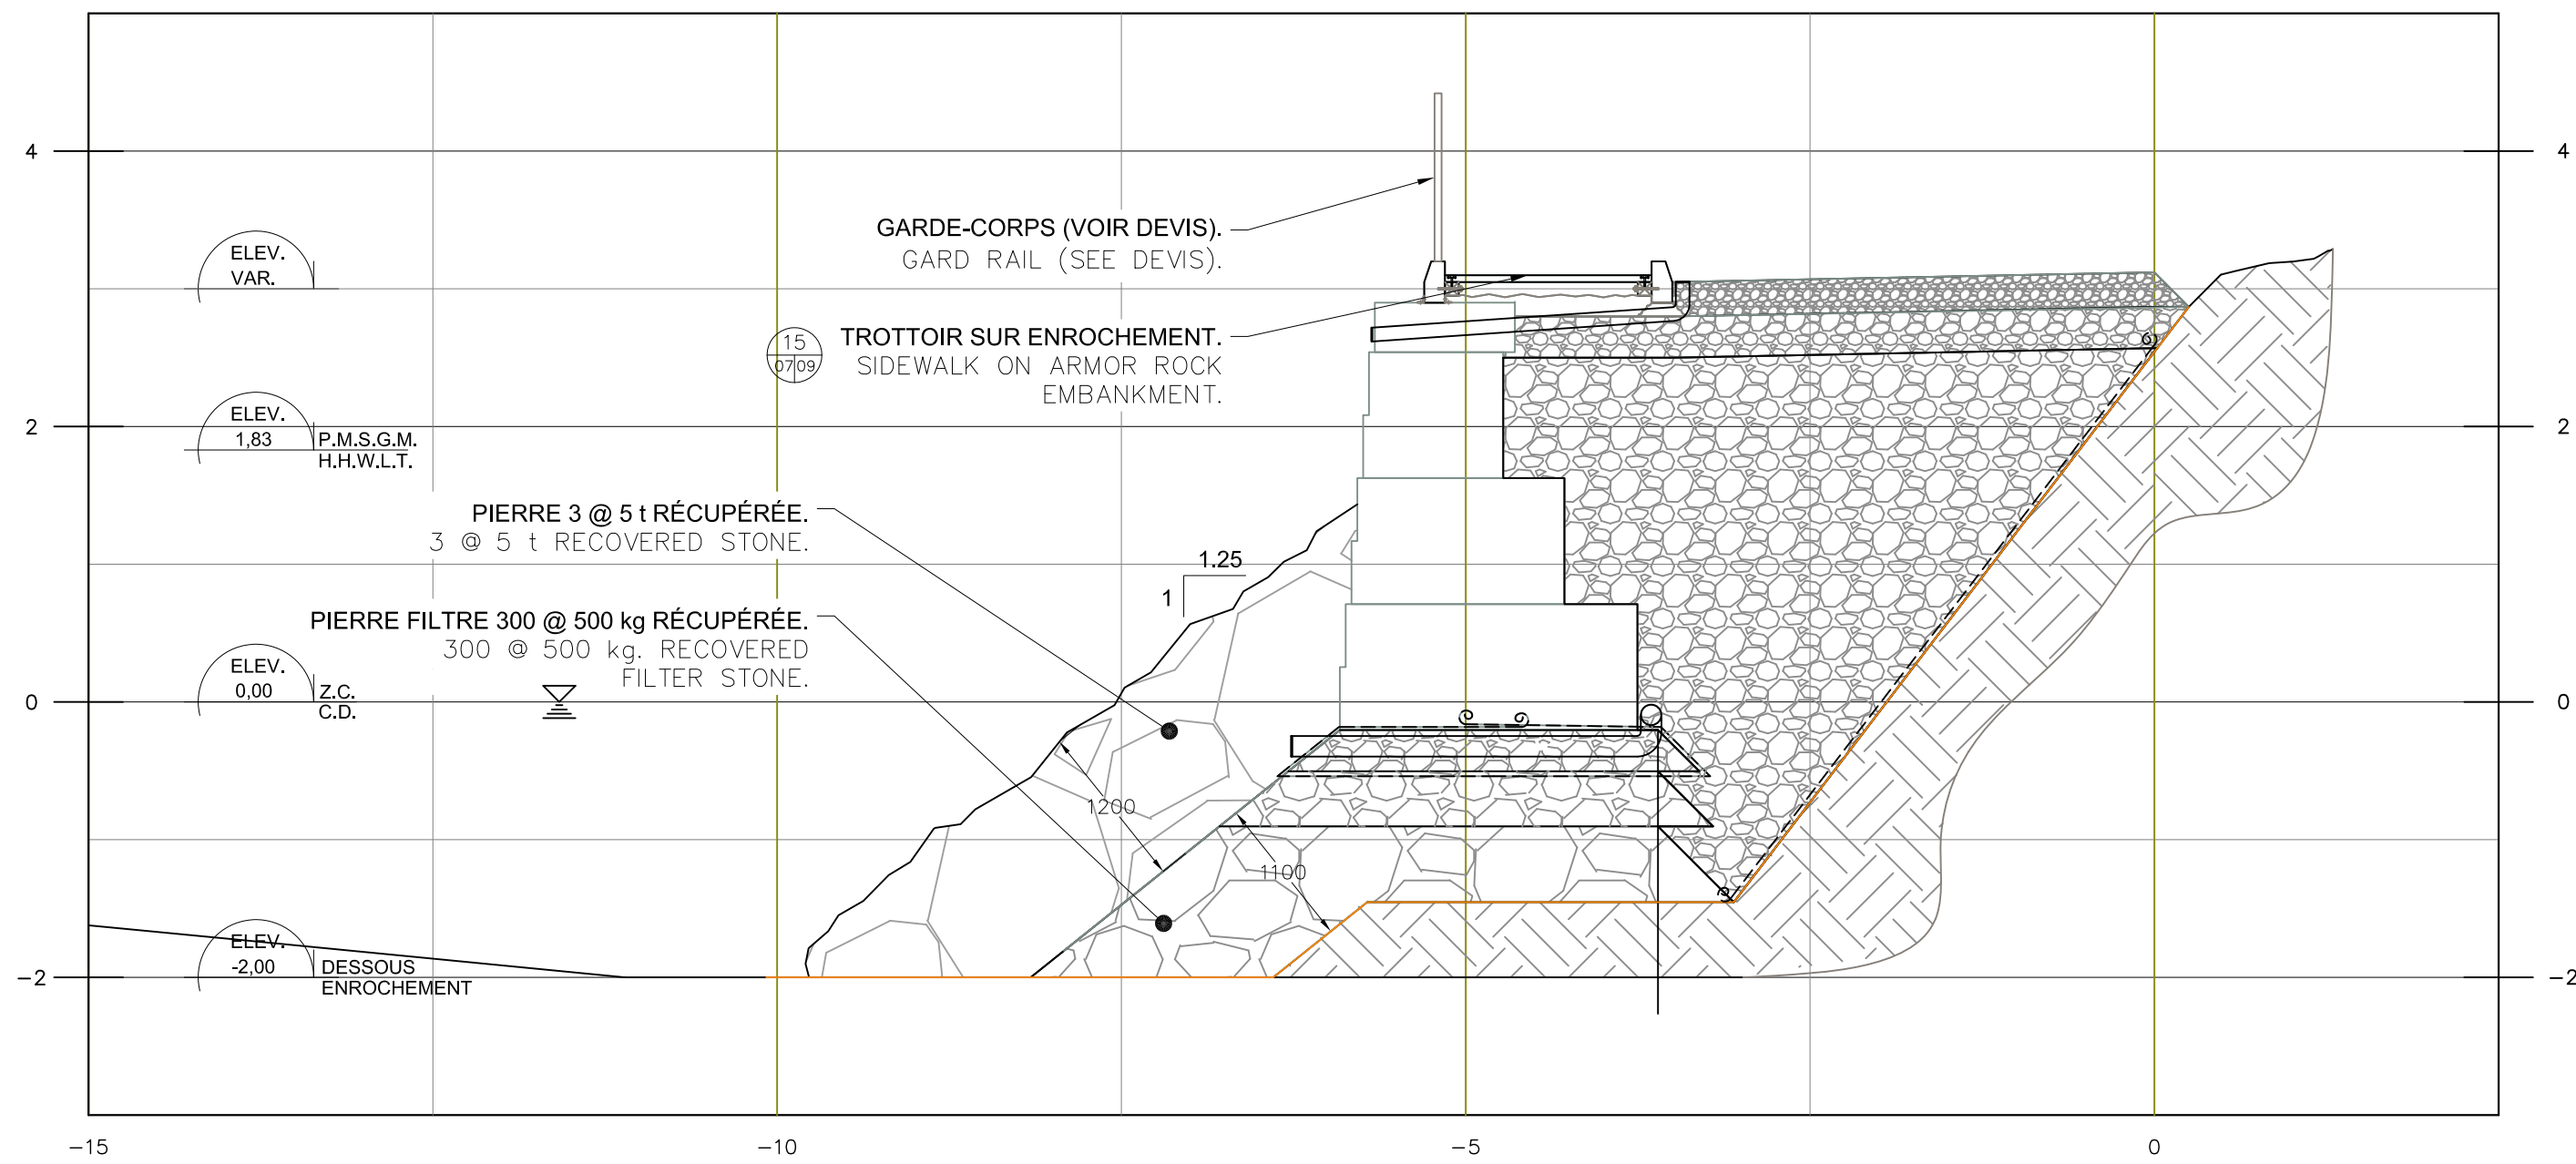 4
4
GARDE-CORPS (VOIR DEVIS).
GARD RAIL (SEE DEVIS).
ELEV.
VAR.
15
07 09
TROTTOIR SUR ENROCHEMENT.
SIDEWALK ON ARMOR ROCK
EMBANKMENT.
2
2
ELEV.
1,83
P.M.S.G.M.
H.H.W.L.T.
PIERRE 3 @ 5 t RÉCUPÉRÉE.
3 @ 5 t RECOVERED STONE.
1.25
1
PIERRE FILTRE 300 @ 500 kg RÉCUPÉRÉE.
300 @ 500 kg. RECOVERED
FILTER STONE.
0
0
ELEV.
0,00
Z.C.
C.D.
1200
1100
-2
-2
ELEV.
-2,00
DESSOUS
ENROCHEMENT
-15
-10
-5
0